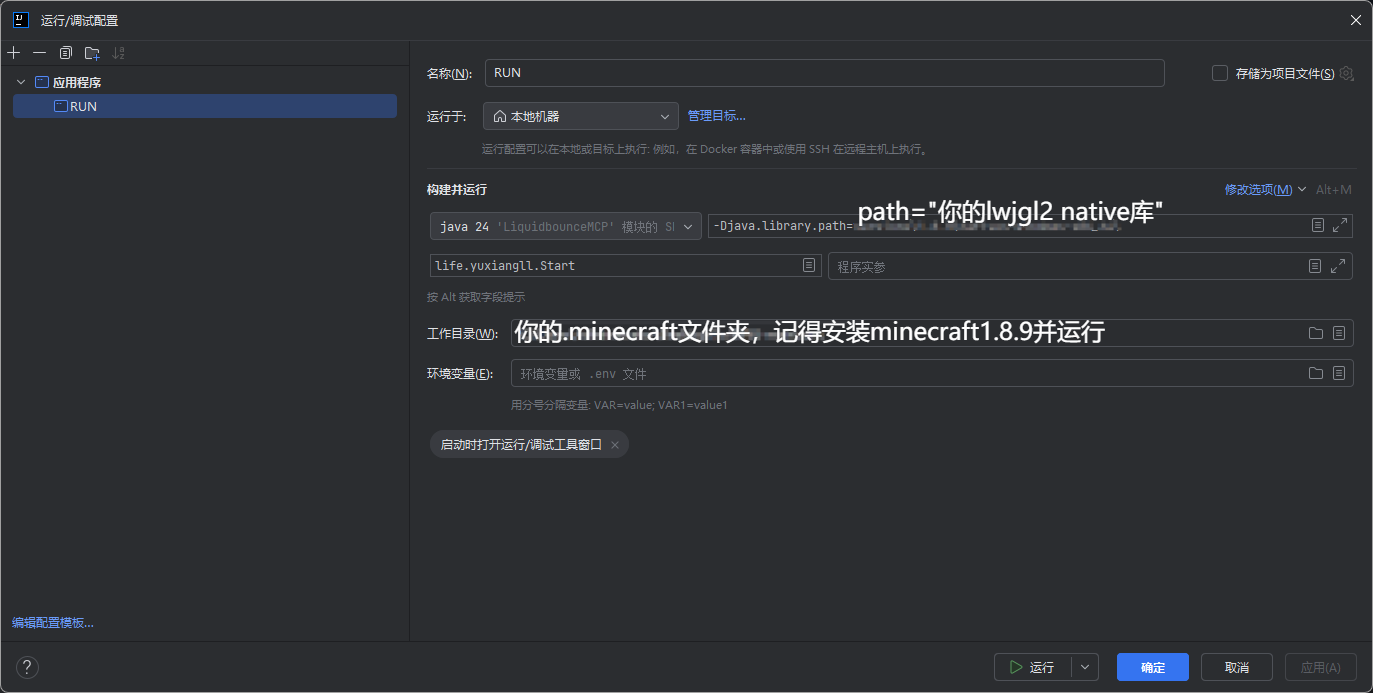 运行/调试配置
应用程序
RUN
编辑配置模板...
名称(N):
RUN
存储为项目文件(S)
运行于:
本地机器
管理目标...
运行配置可以在本地或目标上执行: 例如，在 Docker 容器中或使用 SSH 在远程主机上执行。
构建并运行
修改选项(M)
Alt+M
java 24 'LiquidbounceMCP' 模块的
-Djava.library.path=
path="你的lwjgl2 native库"
life.yuxiangll.Start
程序实参
按 Alt 获取字段提示
工作目录(W):
你的.minecraft文件夹，记得安装minecraft1.8.9并运行
环境变量(E):
环境变量或 .env 文件
用分号分隔变量: VAR=value; VAR1=value1
启动时打开运行/调试工具窗口
?
运行
确定
取消
应用(A)